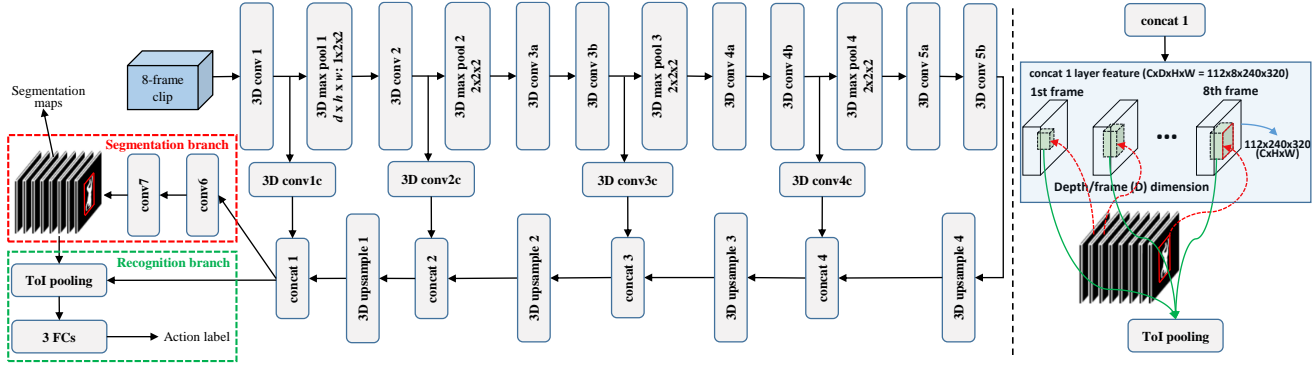 8-frame
clip
3D conv 1
3D max pool 1
d x h x w: 1x2x2
3D conv 2
3D max pool 2
2x2x2
3D conv 3a
3D conv 3b
3D max pool 3
2x2x2
3D conv 4a
3D conv 4b
3D max pool 4
2x2x2
3D conv 5a
3D conv 5b
3D conv1c
3D conv2c
3D conv3c
3D conv4c
Segmentation
maps
Segmentation branch
conv7
conv6
concat 1
3D upsample 1
concat 2
3D upsample 2
concat 3
3D upsample 3
concat 4
3D upsample 4
Recognition branch
ToI pooling
3 FCs
Action label
concat 1
concat 1 layer feature (CxDxHxW = 112x8x240x320)
1st frame
8th frame
•••
112x240x320
(CxHxW)
Depth/frame (D) dimension
ToI pooling